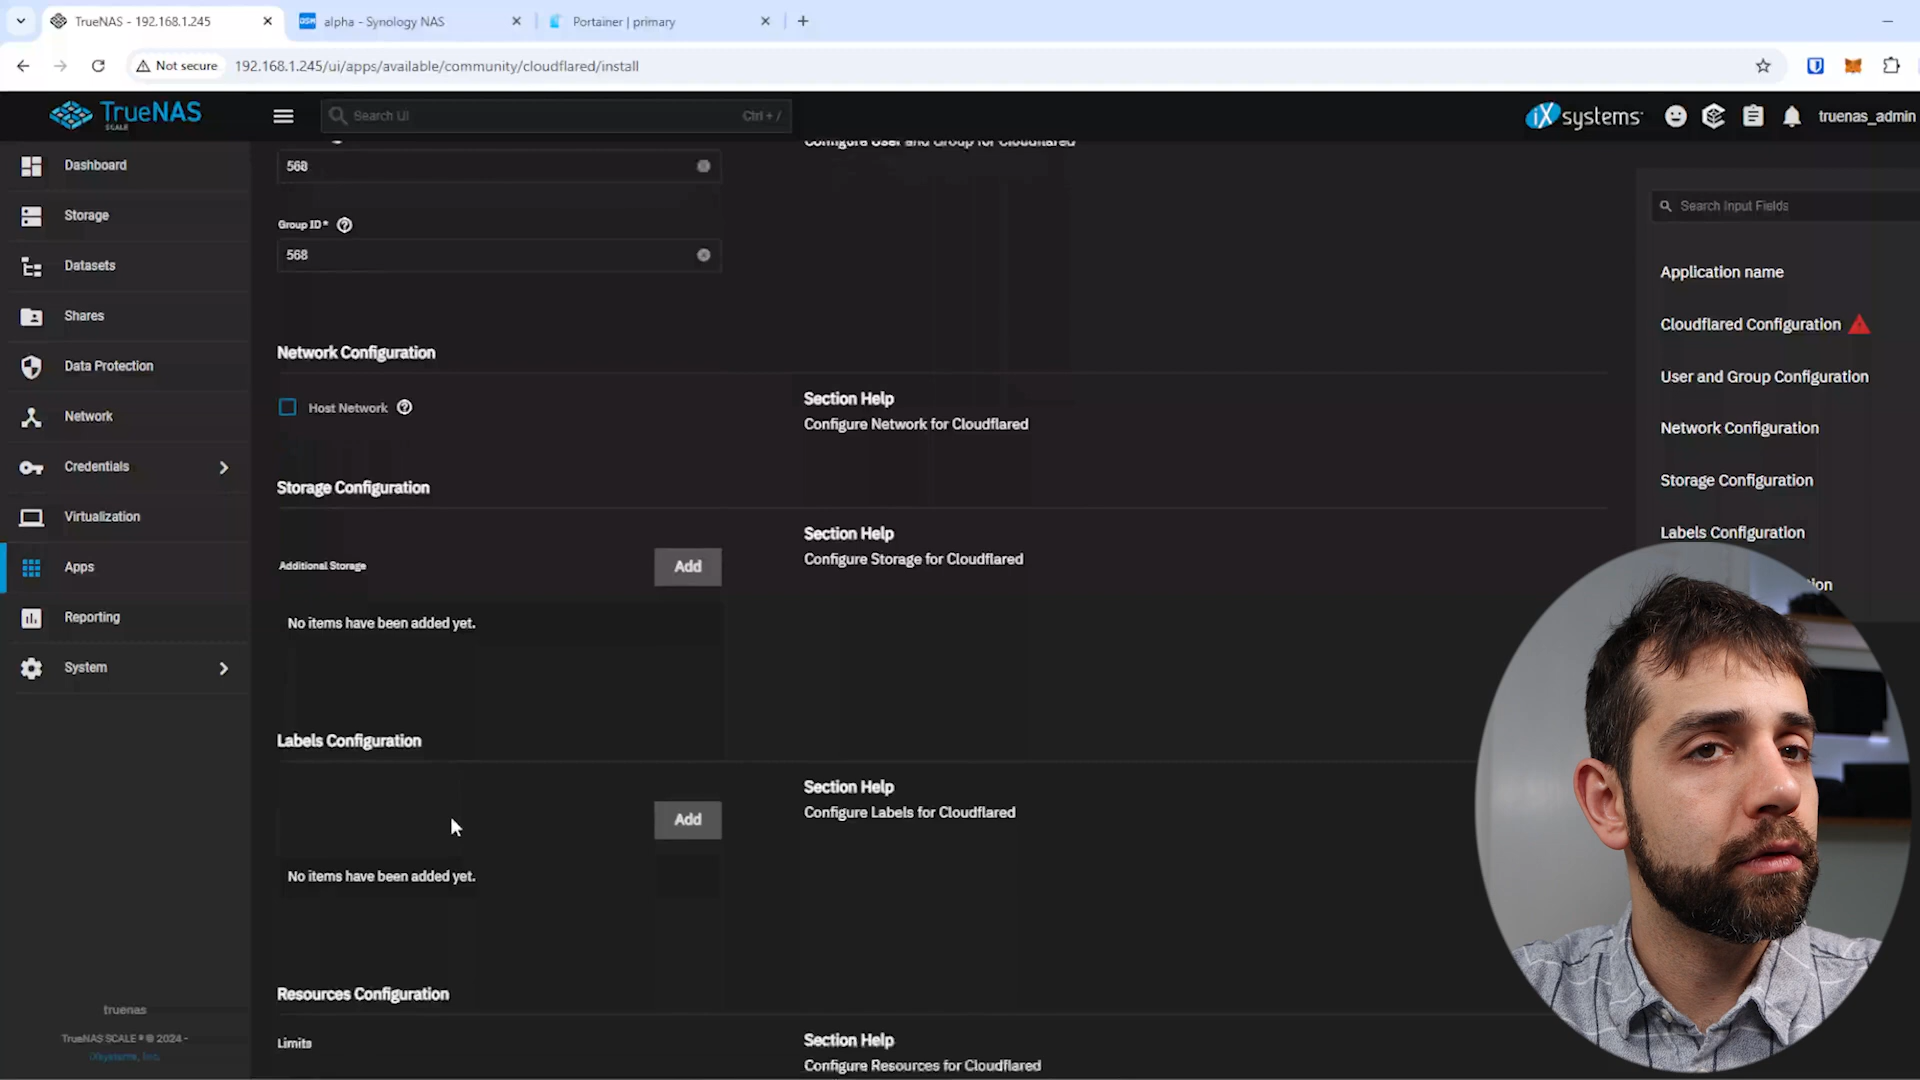 TrueNAS - 192.168.1.245
alpha - Synology NAS
Portainer | primary
Not secure
192.168.1.245/ui/apps/available/community/cloudflared/install
TrueNAS
SCALE
Search UI
Ctrl + /
iX systems
truenas_admin
Dashboard
Storage
Datasets
Shares
Data Protection
Network
Credentials
Virtualization
Apps
Reporting
System
truenas
TrueNAS SCALE ® © 2024 -
iXsystems, Inc.
Configure User and Group for Cloudflared
568
Group ID *
568
Network Configuration
Host Network
Section Help
Configure Network for Cloudflared
Storage Configuration
Additional Storage
Add
No items have been added yet.
Section Help
Configure Storage for Cloudflared
Labels Configuration
Add
No items have been added yet.
Section Help
Configure Labels for Cloudflared
Resources Configuration
Limits
Section Help
Configure Resources for Cloudflared
Search Input Fields
Application name
Cloudflared Configuration
User and Group Configuration
Network Configuration
Storage Configuration
Labels Configuration